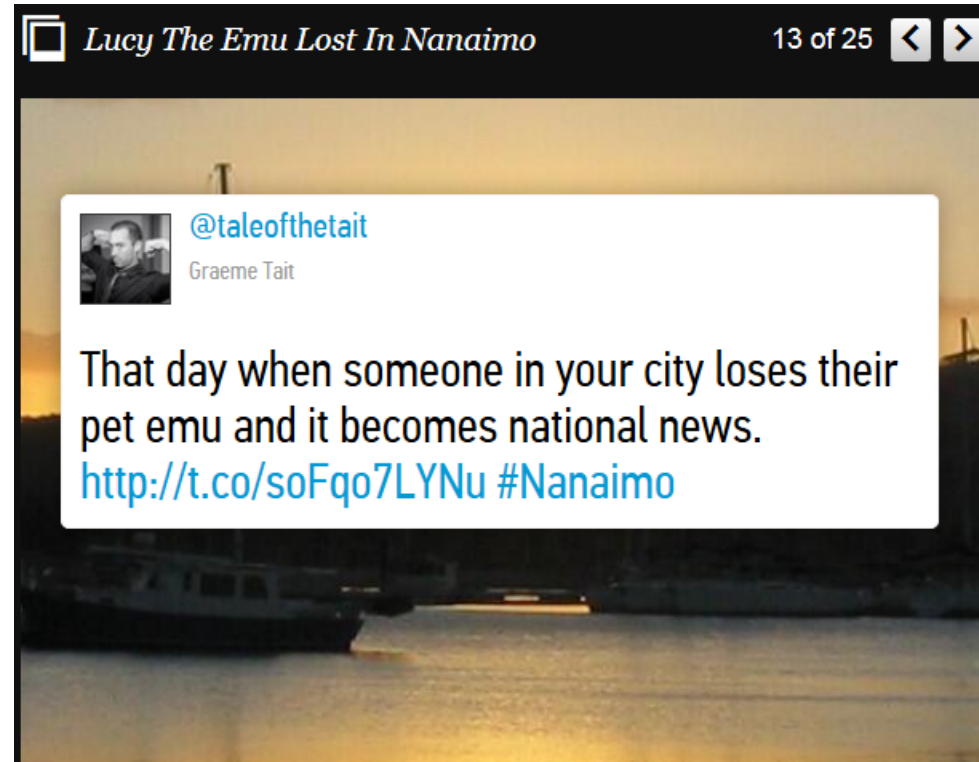 Lucy The Emu Lost In Nanaimo
13 of 25
@taleofthetait
Graeme Tait
That day when someone in your city loses their
pet emu and it becomes national news.
http://t.co/soFqo7LYNu #Nanaimo